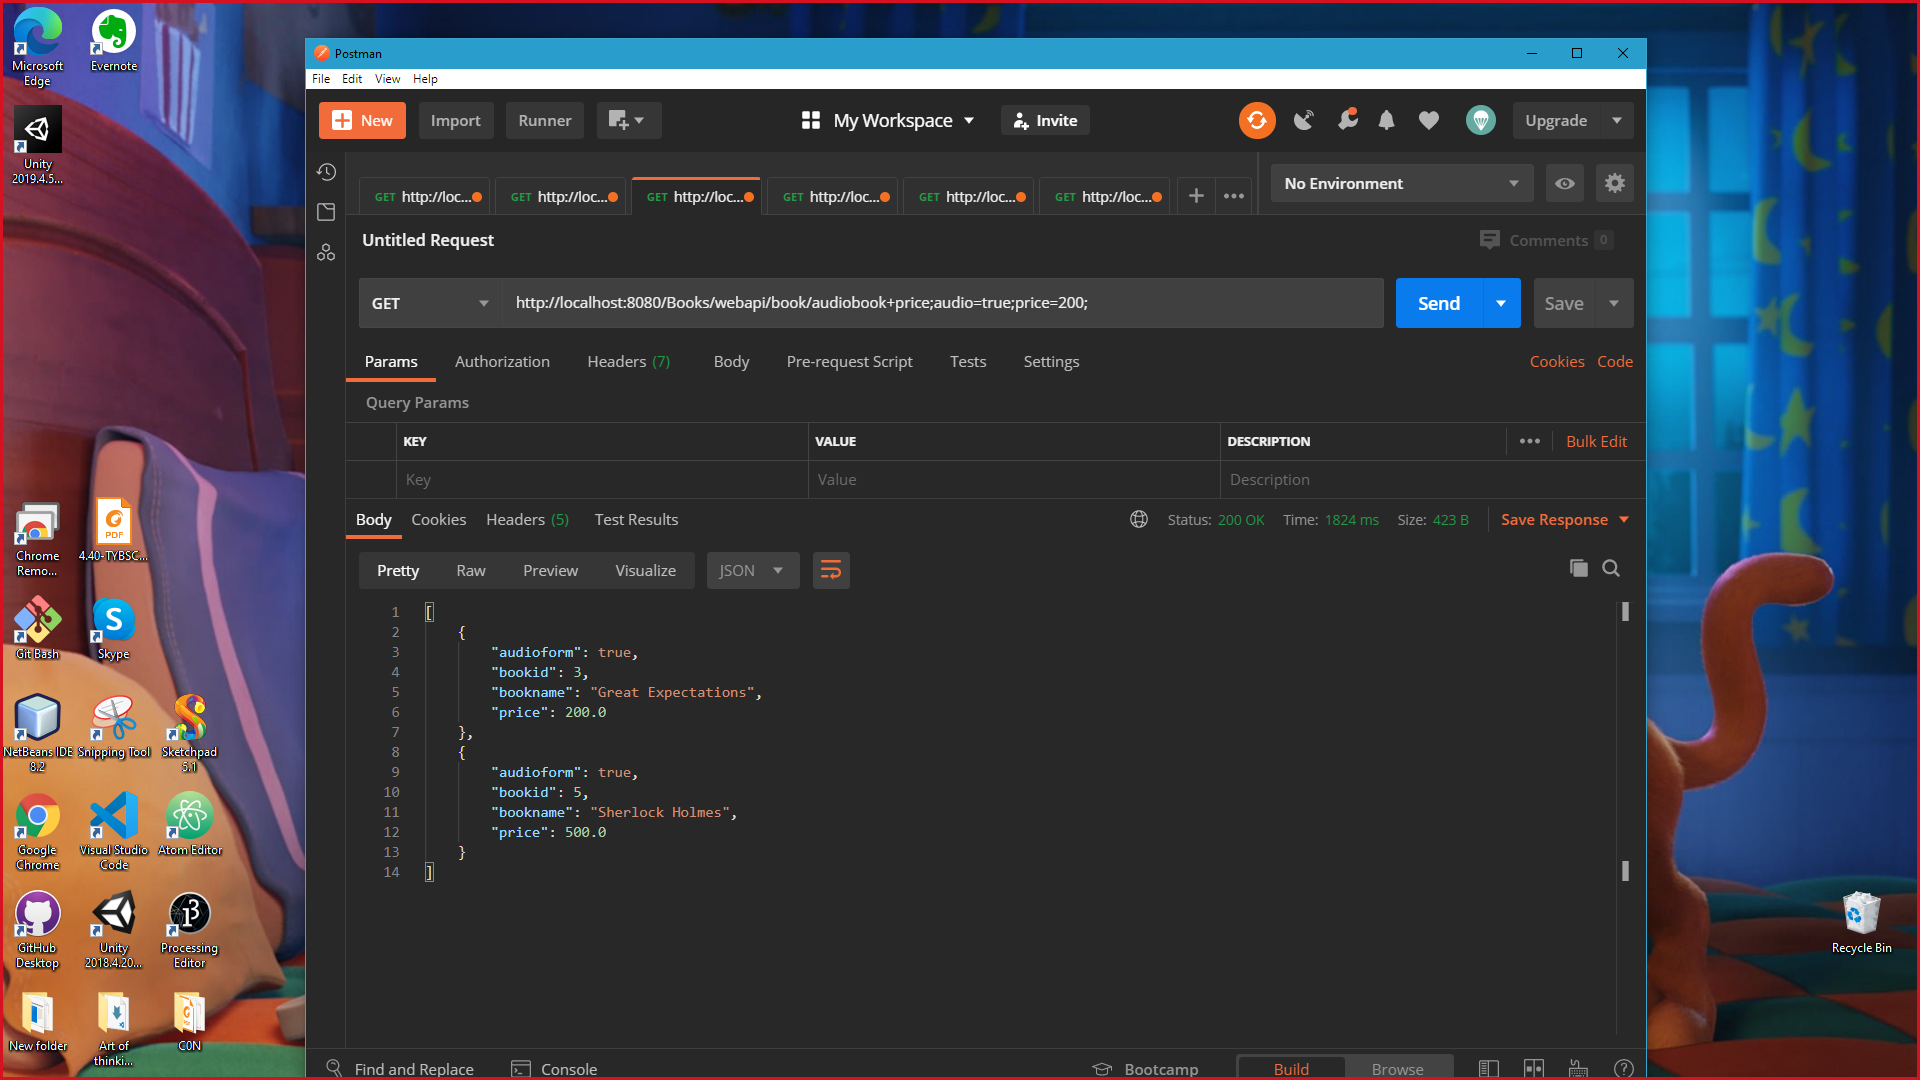 Microsoft
Edge
Evernote
Unity
2019.4.5...
Chrome
Remo...
PDF
4.40-TYBSC...
Git Bash
Skype
NetBeans IDE
8.2
Snipping Tool
Sketchpad
5.1
Google
Chrome
Visual Studio
Code
Atom Editor
GitHub
Desktop
Unity
2018.4.20...
Processing
Editor
New folder
Art of
thinki...
C0N
Recycle Bin
Postman
File Edit View Help
New Import Runner My Workspace Invite Upgrade
GET http://loc... GET http://loc... GET http://loc... GET http://loc... GET http://loc... GET http://loc... + ••• No Environment
Untitled Request Comments 0
GET http://localhost:8080/Books/webapi/book/audiobook+price;audio=true;price=200; Send Save
Params Authorization Headers (7) Body Pre-request Script Tests Settings Cookies Code
Query Params
KEY VALUE DESCRIPTION ••• Bulk Edit
Key Value Description
Body Cookies Headers (5) Test Results Status: 200 OK Time: 1824 ms Size: 423 B Save Response
Pretty Raw Preview Visualize JSON
1 [
2 {
3 "audioform": true,
4 "bookid": 3,
5 "bookname": "Great Expectations",
6 "price": 200.0
7 },
8 {
9 "audioform": true,
10 "bookid": 5,
11 "bookname": "Sherlock Holmes",
12 "price": 500.0
13 }
14 ]
Find and Replace Console Bootcamp Build Browse